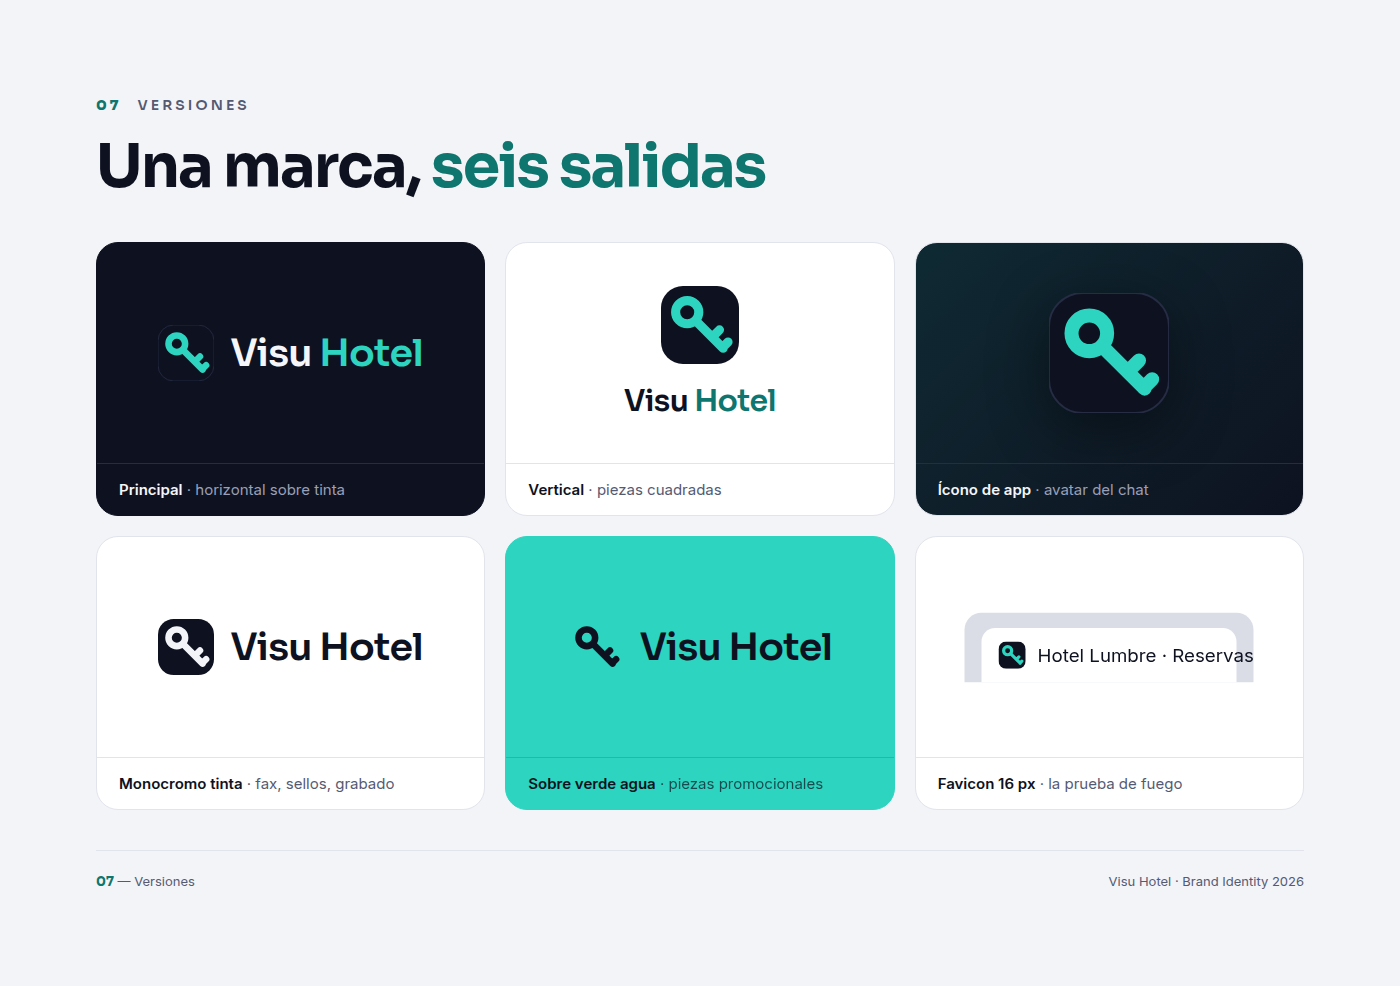 07 VERSIONES
Una marca, seis salidas
Visu Hotel
Principal · horizontal sobre tinta
Visu Hotel
Vertical · piezas cuadradas
Ícono de app · avatar del chat
Visu Hotel
Monocromo tinta · fax, sellos, grabado
Visu Hotel
Sobre verde agua · piezas promocionales
Hotel Lumbre · Reservas
Favicon 16 px · la prueba de fuego
07 — Versiones
Visu Hotel · Brand Identity 2026